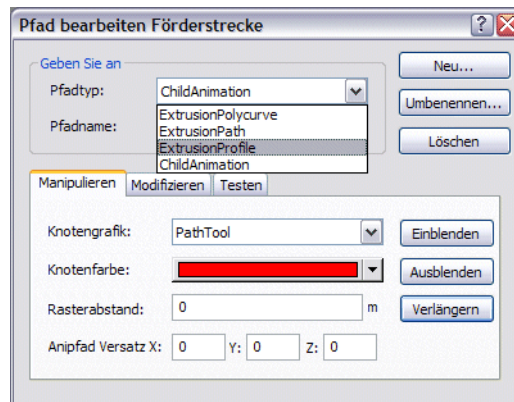 Pfad bearbeiten Förderstrecke
Geben Sie an
Pfadtyp: ChildAnimation
Neu...
ExtrusionPolycurve
Umbenennen...
Pfadname: ExtrusionPath
ExtrusionProfile
Löschen
ChildAnimation
Manipulieren Modifizieren Testen
Knotengrafik: PathTool Einblenden
Knotenfarbe: Ausblenden
Rasterabstand: 0 m Verlängern
Anipfad Versatz X: 0 Y: 0 Z: 0